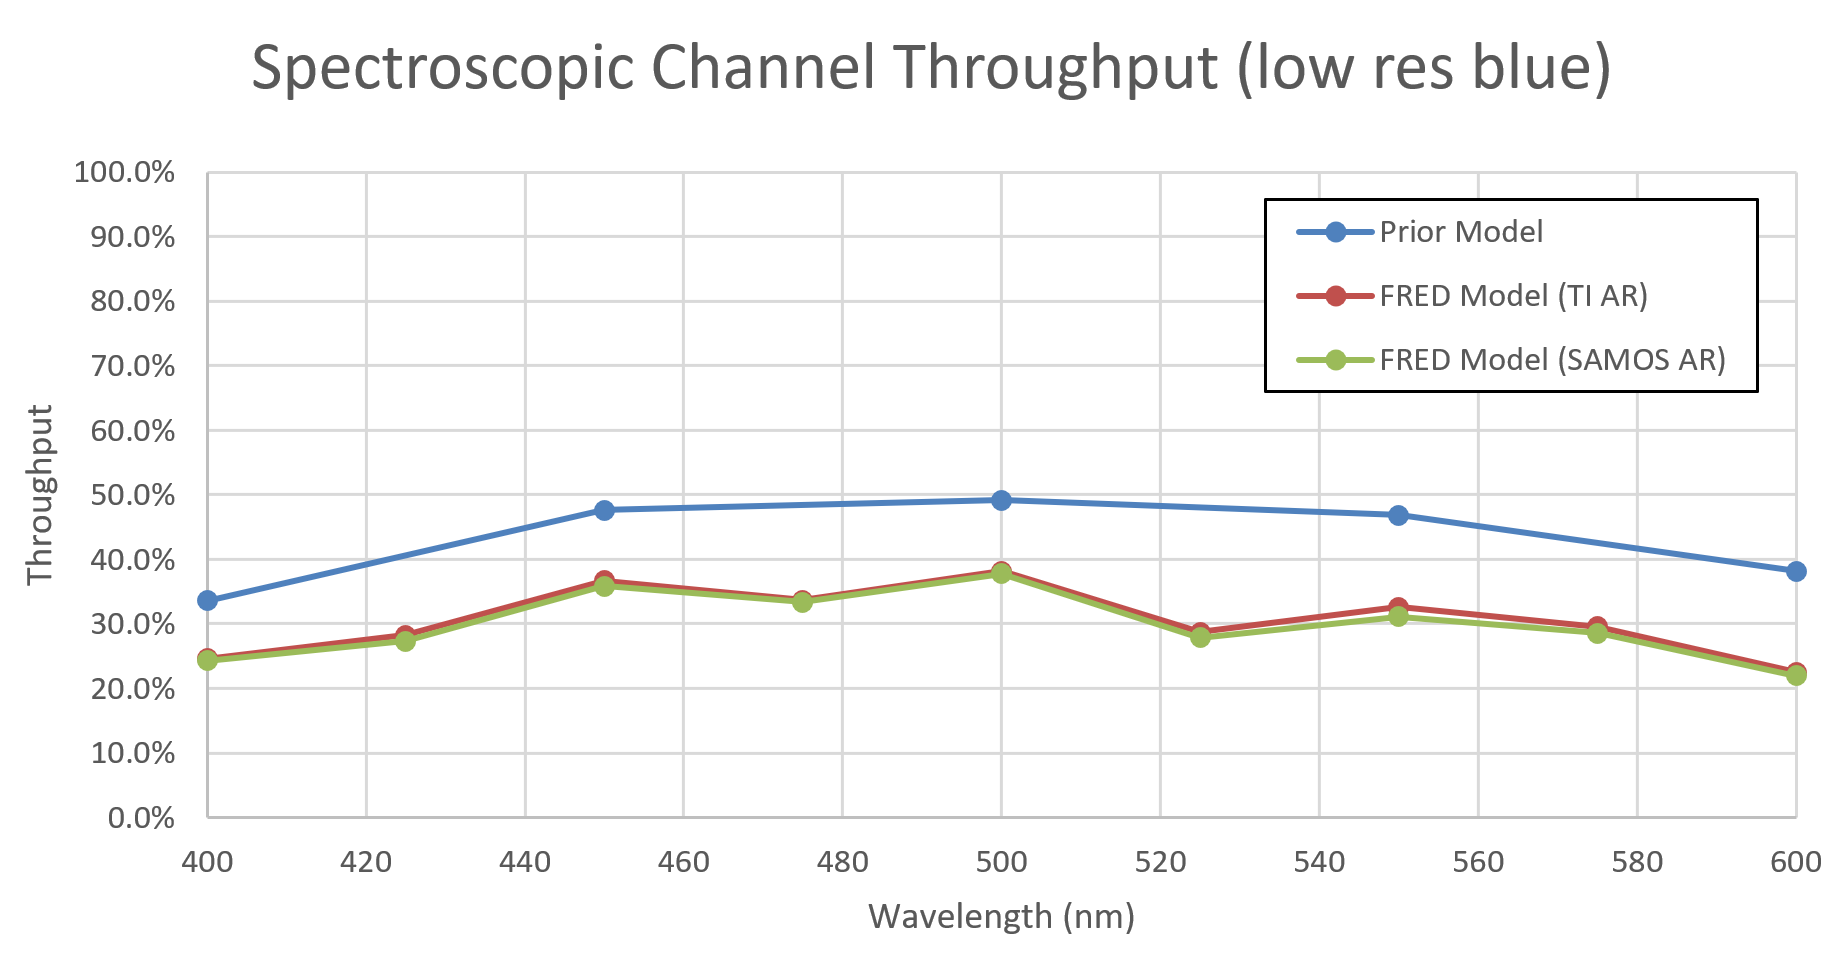 Spectroscopic Channel Throughput (low res blue)
100.0%
90.0%
80.0%
70.0%
60.0%
50.0%
40.0%
30.0%
20.0%
10.0%
0.0%
Throughput
Prior Model
FRED Model (TI AR)
FRED Model (SAMOS AR)
400 420 440 460 480 500 520 540 560 580 600
Wavelength (nm)